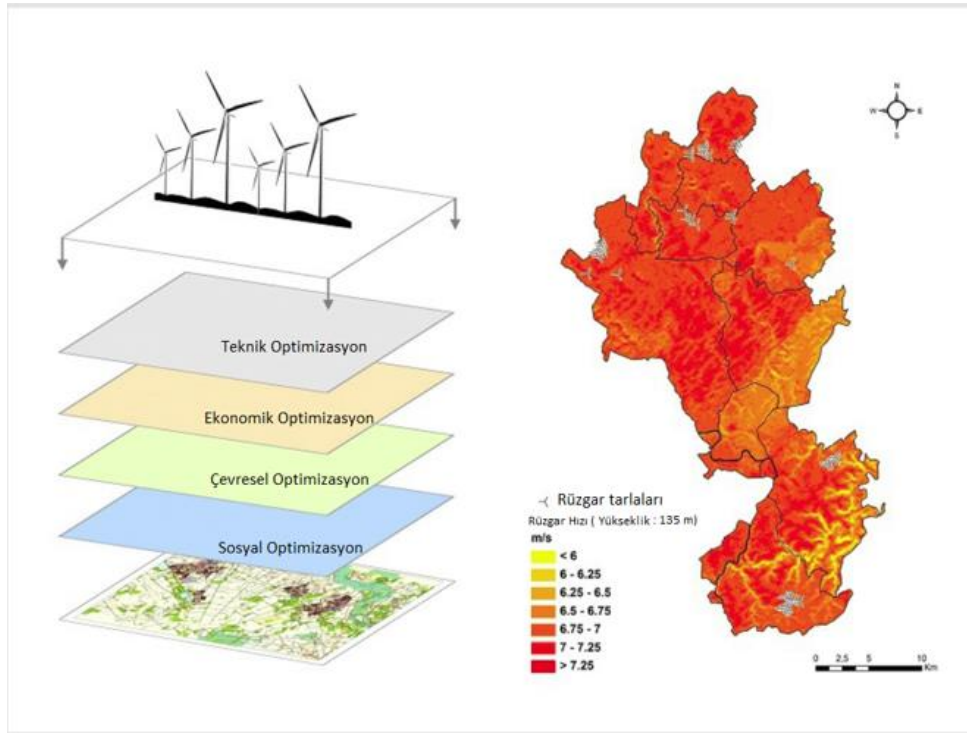 Teknik Optimizasyon
Ekonomik Optimizasyon
Çevresel Optimizasyon
Sosyal Optimizasyon
N
W E
S
Rüzgar tarlaları
Rüzgar Hızı ( Yükseklik : 135 m)
m/s
< 6
6 - 6.25
6.25 - 6.5
6.5 - 6.75
6.75 - 7
7 - 7.25
> 7.25
0 2,5 5 10
Km